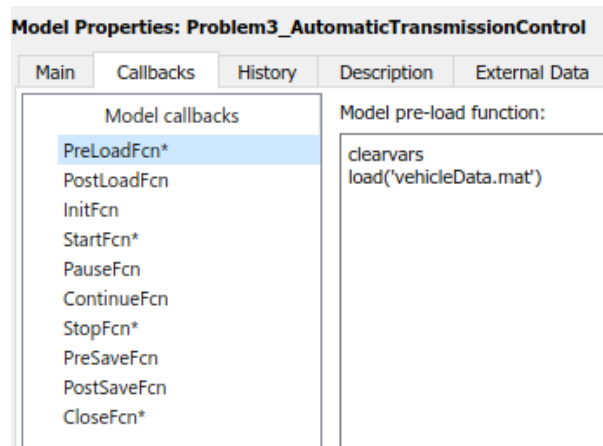 Model Properties: Problem3_AutomaticTransmissionControl
Main Callbacks History Description External Data
Model callbacks
PreLoadFcn*
PostLoadFcn
InitFcn
StartFcn*
PauseFcn
ContinueFcn
StopFcn*
PreSaveFcn
PostSaveFcn
CloseFcn*
Model pre-load function:
clearvars
load('vehicleData.mat')